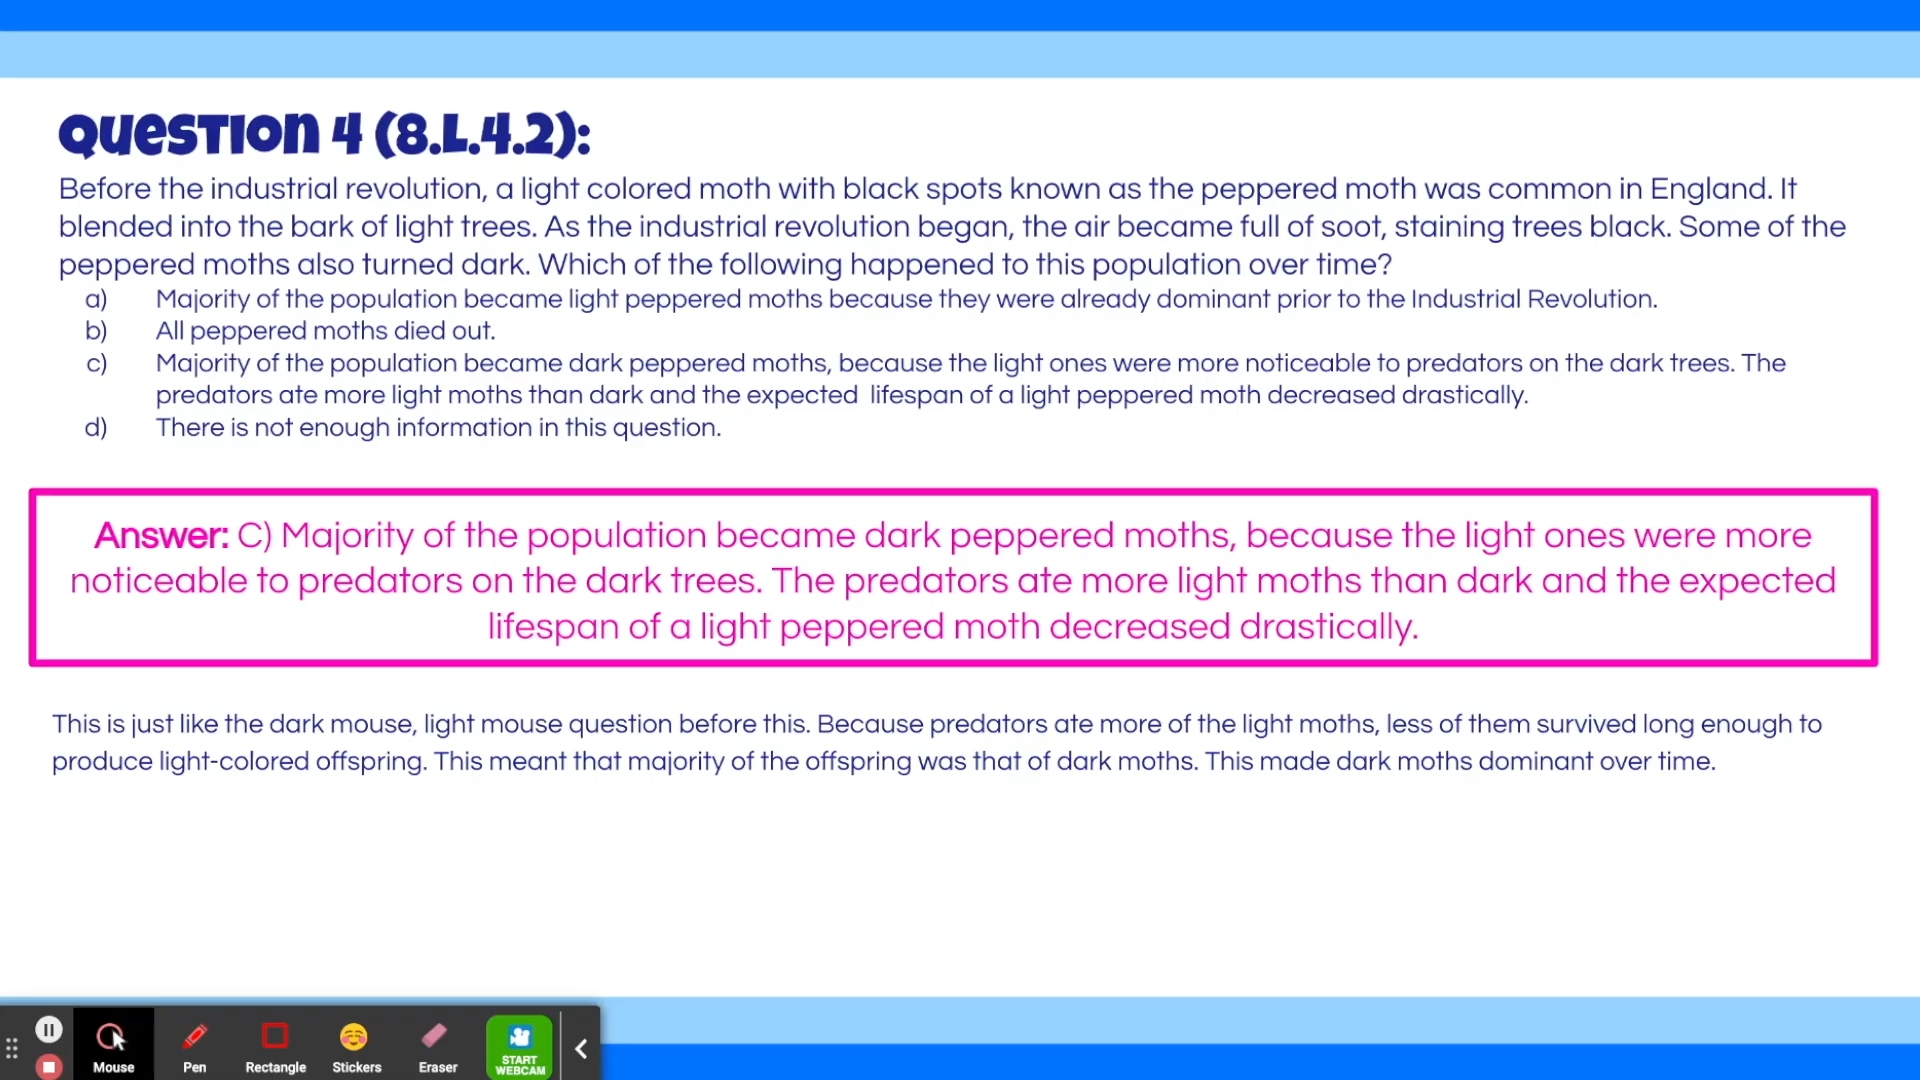 Question 4 (8.L.4.2):
Before the industrial revolution, a light colored moth with black spots known as the peppered moth was common in England. It
blended into the bark of light trees. As the industrial revolution began, the air became full of soot, staining trees black. Some of the
peppered moths also turned dark. Which of the following happened to this population over time?
a) Majority of the population became light peppered moths because they were already dominant prior to the Industrial Revolution.
b) All peppered moths died out.
c) Majority of the population became dark peppered moths, because the light ones were more noticeable to predators on the dark trees. The
predators ate more light moths than dark and the expected lifespan of a light peppered moth decreased drastically.
d) There is not enough information in this question.
Answer: C) Majority of the population became dark peppered moths, because the light ones were more
noticeable to predators on the dark trees. The predators ate more light moths than dark and the expected
lifespan of a light peppered moth decreased drastically.
This is just like the dark mouse, light mouse question before this. Because predators ate more of the light moths, less of them survived long enough to
produce light-colored offspring. This meant that majority of the offspring was that of dark moths. This made dark moths dominant over time.
Mouse Pen Rectangle Stickers Eraser START
WEBCAM